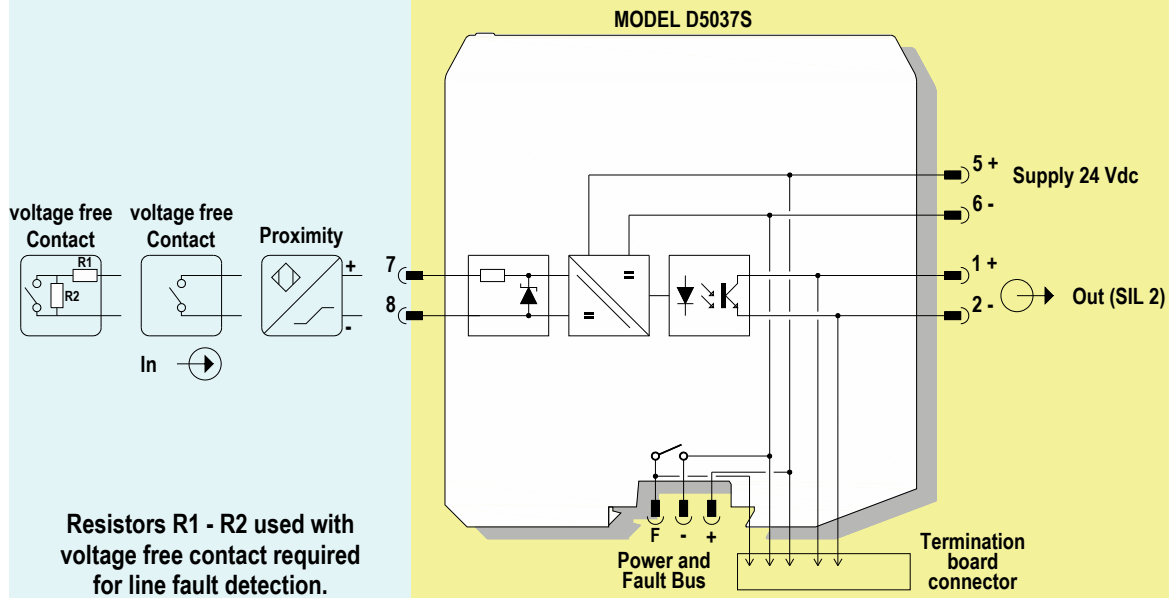 MODEL D5037S
5 +
Supply 24 Vdc
6 -
voltage free
Contact
voltage free
Contact
Proximity
R1
R2
+
-
7
8
1 +
2 -
Out (SIL 2)
In
=
=
F - +
Power and
Fault Bus
Termination
board
connector
Resistors R1 - R2 used with
voltage free contact required
for line fault detection.